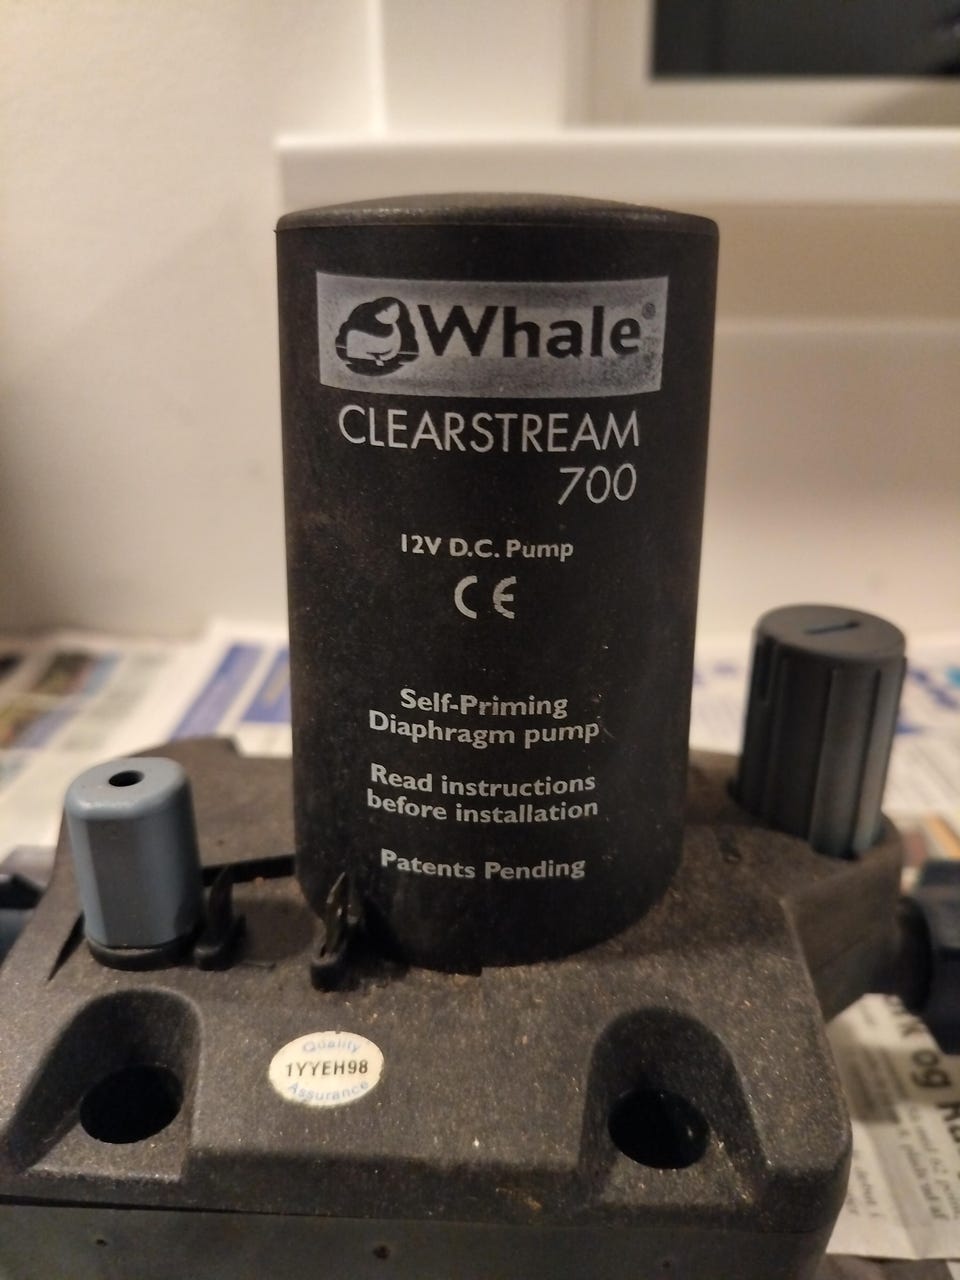 Whale®
CLEARSTREAM
700
12V D.C. Pump
CE
Self-Priming
Diaphragm pump
Read instructions
before installation
Patents Pending
Quality
1YYEH98
Assurance
og